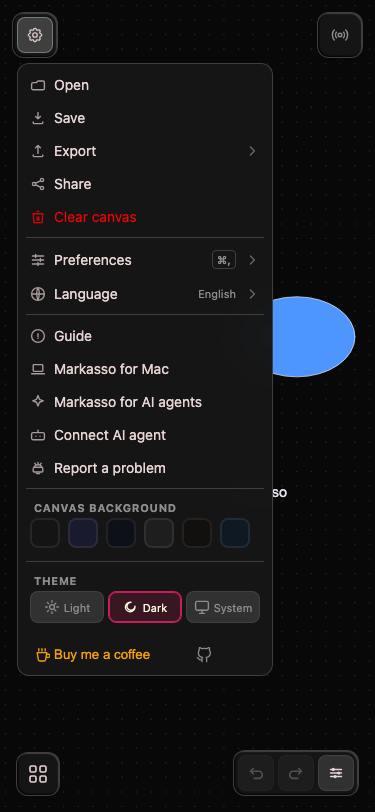 Open
Save
Export
Share
Clear canvas
Preferences ⌘,
Language English
Guide
Markasso for Mac
Markasso for AI agents
Connect AI agent
Report a problem
so
CANVAS BACKGROUND
THEME
Light Dark System
Buy me a coffee